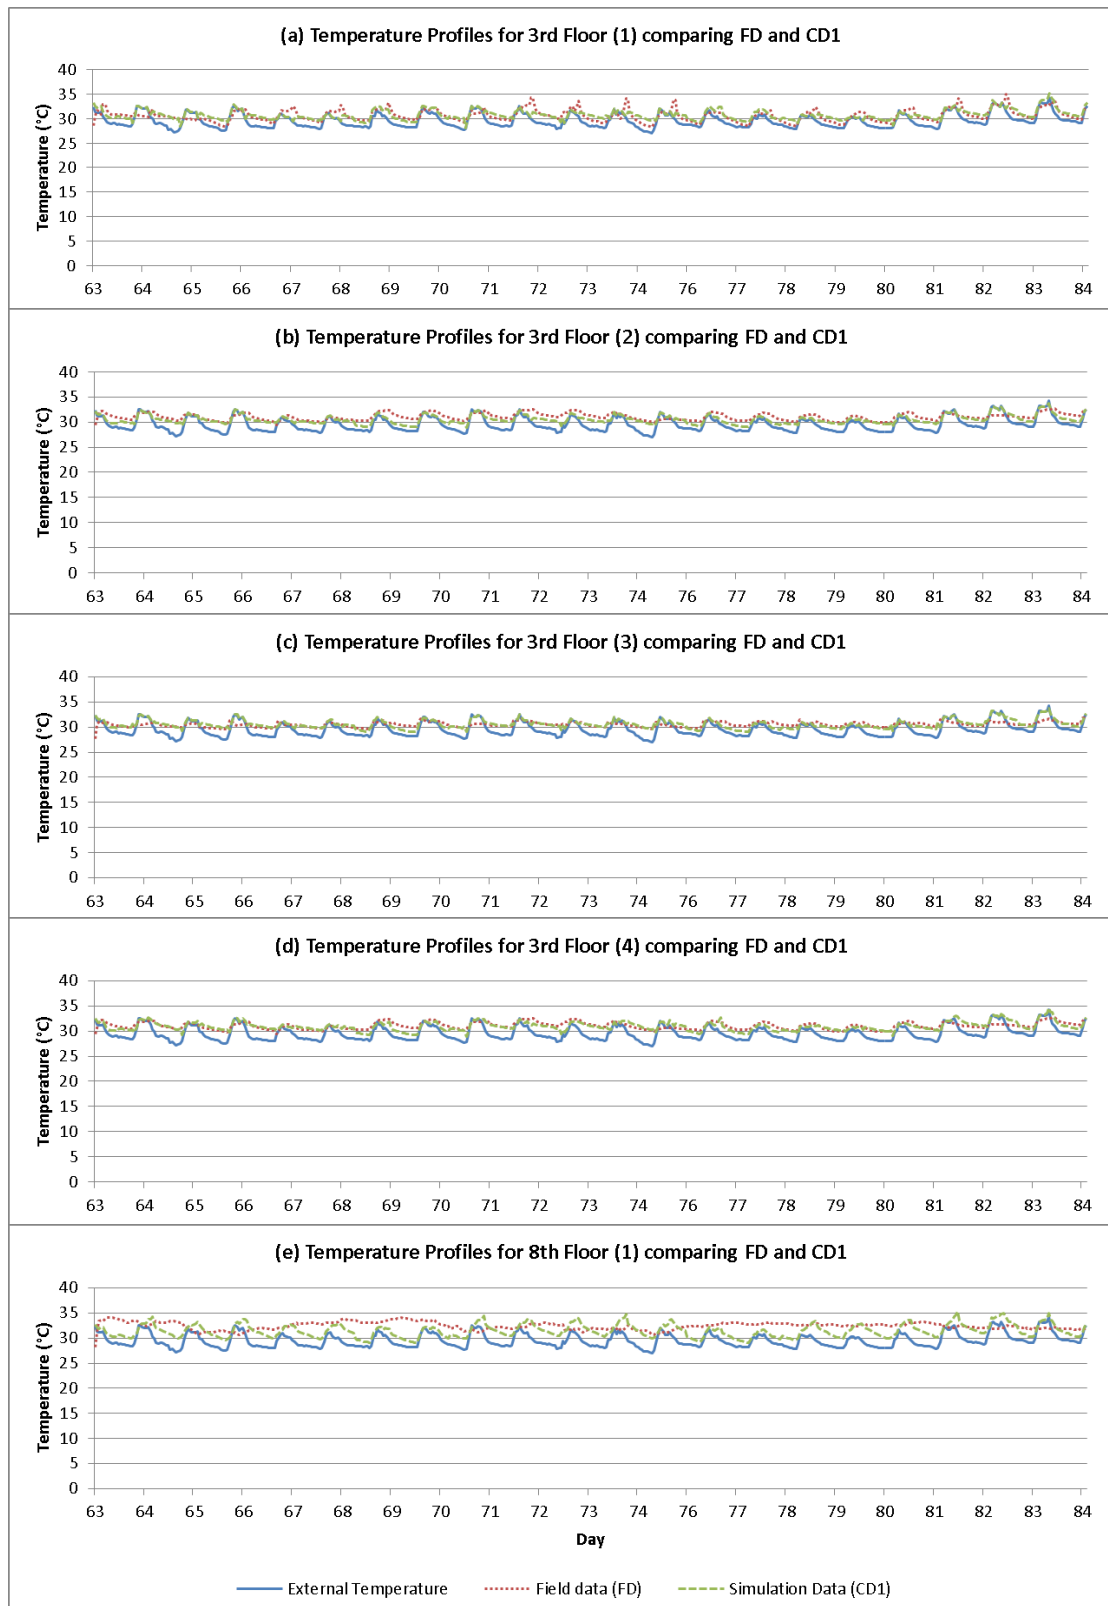 (a) Temperature Profiles for 3rd Floor (1) comparing FD and CD1
Temperature (°C)
40
35
30
25
20
15
10
5
0
63 64 65 66 67 68 69 70 71 72 73 74 75 76 77 78 79 80 81 82 83 84
(b) Temperature Profiles for 3rd Floor (2) comparing FD and CD1
Temperature (°C)
40
35
30
25
20
15
10
5
0
63 64 65 66 67 68 69 70 71 72 73 74 75 76 77 78 79 80 81 82 83 84
(c) Temperature Profiles for 3rd Floor (3) comparing FD and CD1
Temperature (°C)
40
35
30
25
20
15
10
5
0
63 64 65 66 67 68 69 70 71 72 73 74 75 76 77 78 79 80 81 82 83 84
(d) Temperature Profiles for 3rd Floor (4) comparing FD and CD1
Temperature (°C)
40
35
30
25
20
15
10
5
0
63 64 65 66 67 68 69 70 71 72 73 74 75 76 77 78 79 80 81 82 83 84
(e) Temperature Profiles for 8th Floor (1) comparing FD and CD1
Temperature (°C)
40
35
30
25
20
15
10
5
0
63 64 65 66 67 68 69 70 71 72 73 74 75 76 77 78 79 80 81 82 83 84
Day
External Temperature Field data (FD) Simulation Data (CD1)